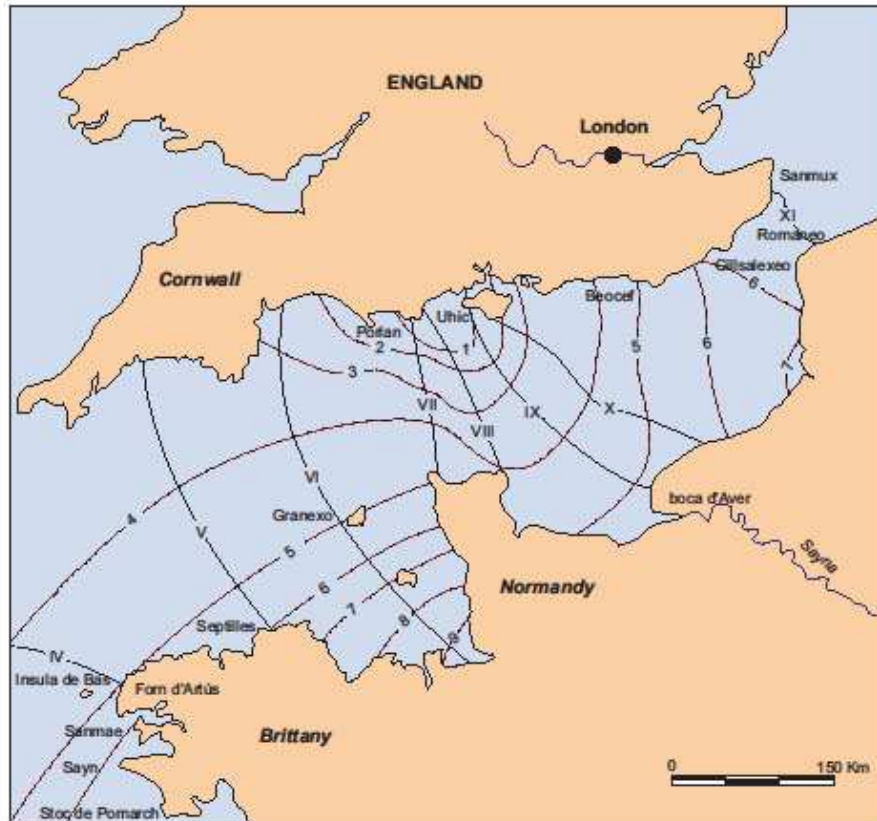 ENGLAND
London
Sanmux
XI
Romaneo
Gillsalexeo
6
Cornwall
Uhic
Beocef
Porlan
2
1
3
5
6
7
VII
IX
X
VIII
VI
boca d'Aver
4
Granexo
V
5
Sayna
6
Normandy
7
8
Septilles
9
IV
Insula de Bas
Forn d'Artús
Sanmae
Brittany
Sayn
0
150 Km
Stoc de Pomarch